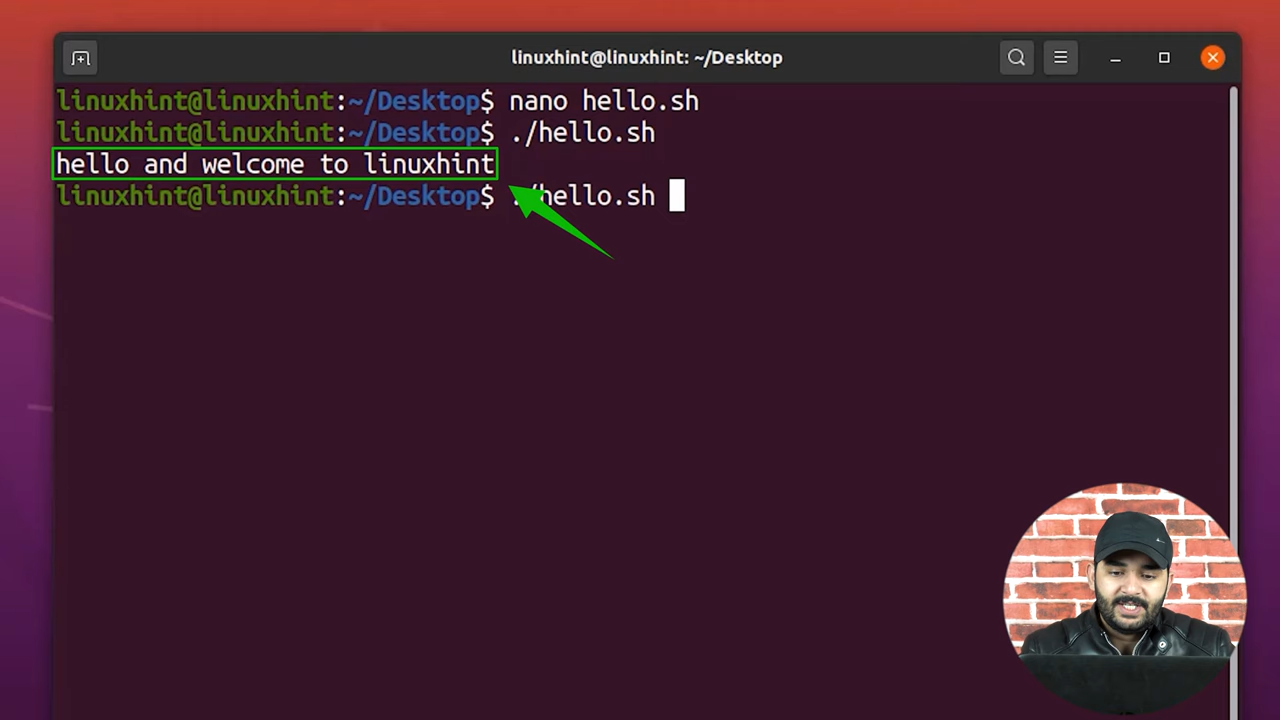 linuxhint@linuxhint: ~/Desktop
linuxhint@linuxhint:~/Desktop$ nano hello.sh
linuxhint@linuxhint:~/Desktop$ ./hello.sh
hello and welcome to linuxhint
linuxhint@linuxhint:~/Desktop$ ./hello.sh